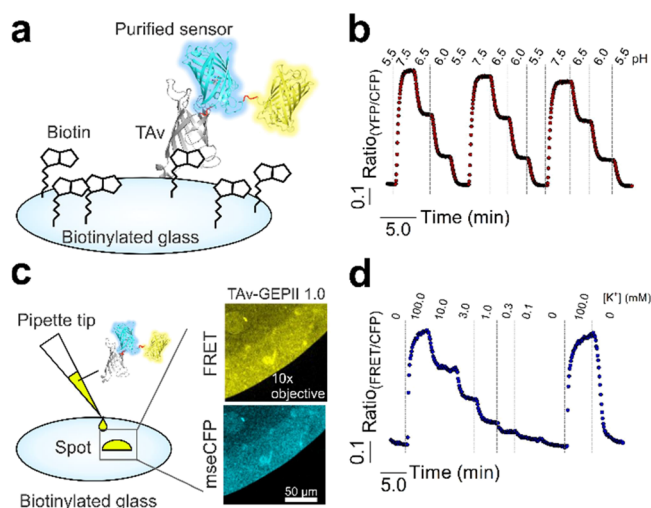 a
Purified sensor
Biotin
TAv
Biotinylated glass
b
5.5 7.5 6.5 6.0 5.5 7.5 6.5 6.0 5.5 7.5 6.5 6.0 5.5 pH
Ratio(YFP/CFP)
0.1
5.0
Time (min)
c
Pipette tip
Spot
Biotinylated glass
TAv-GEPII 1.0
FRET
10x
objective
mseCFP
50 µm
d
0 100.0 10.0 3.0 1.0 0.3 0.1 0 100.0 0 [K⁺] (mM)
Ratio(FRET/CFP)
0.1
5.0
Time (min)